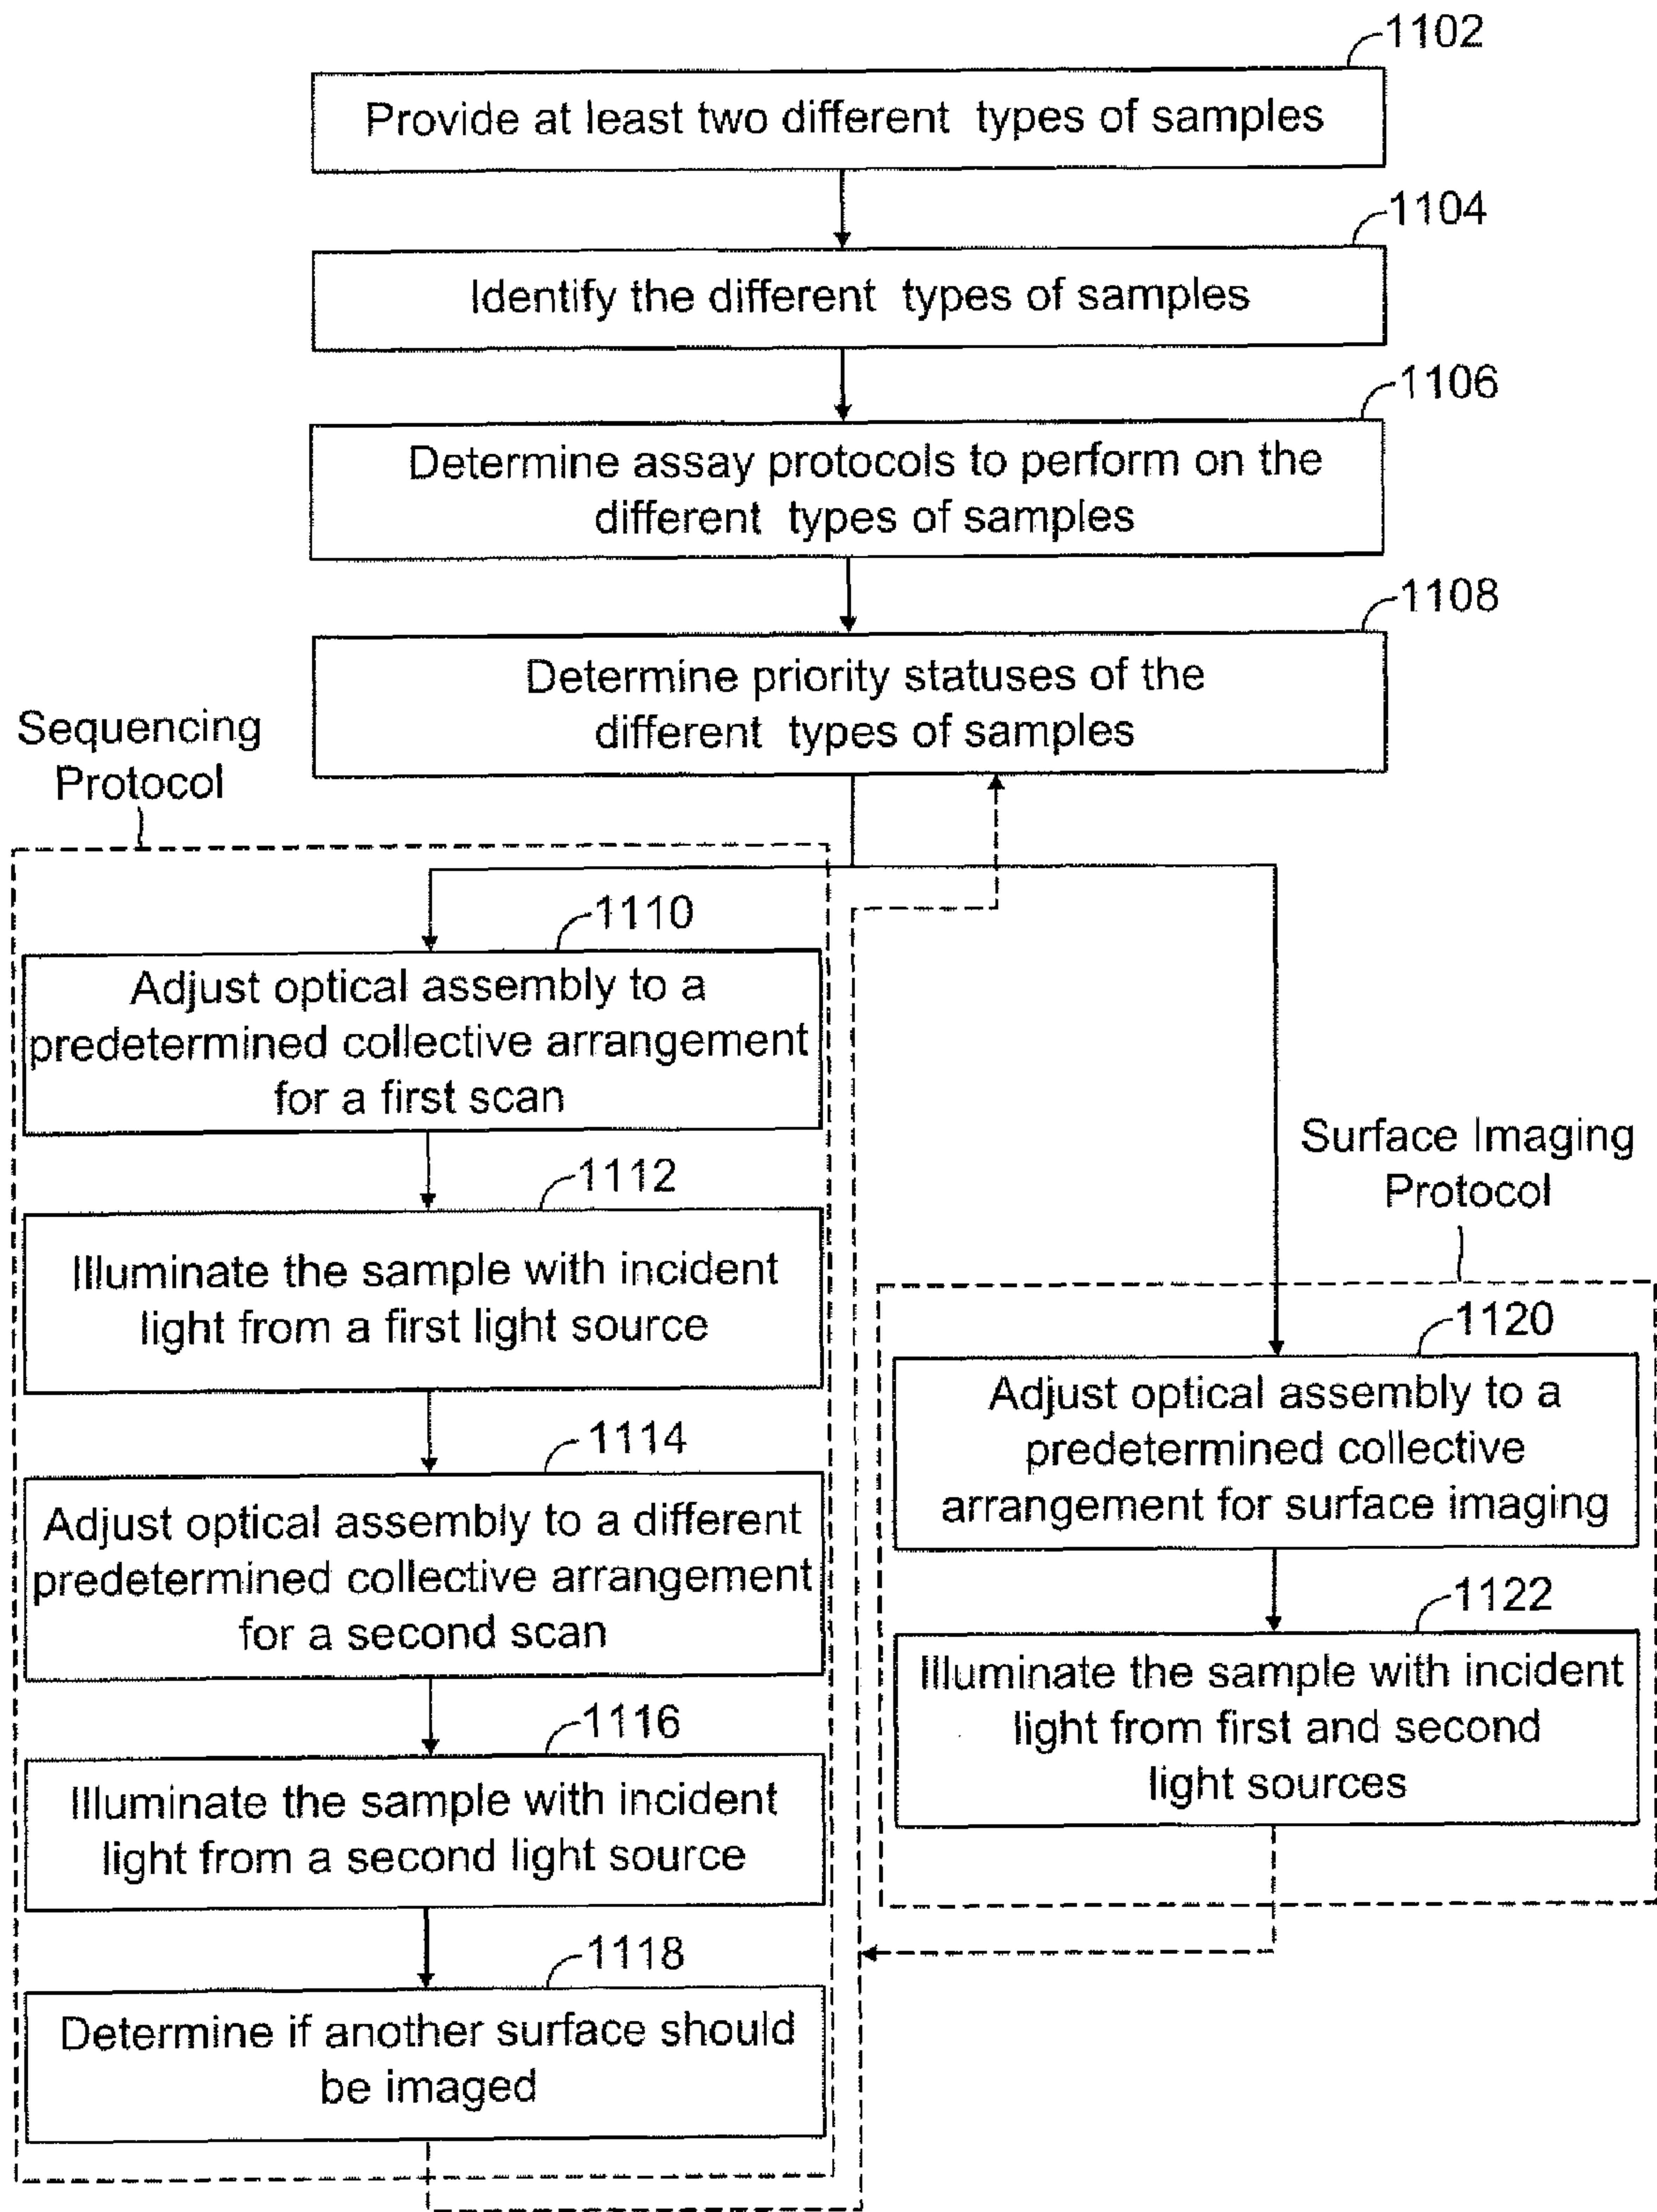 1102
Provide at least two different types of samples
1104
Identify the different types of samples
1106
Determine assay protocols to perform on the
different types of samples
1108
Determine priority statuses of the
different types of samples
Sequencing
Protocol
1110
Adjust optical assembly to a
predetermined collective arrangement
for a first scan
1112
Illuminate the sample with incident
light from a first light source
1114
Adjust optical assembly to a different
predetermined collective arrangement
for a second scan
1116
Illuminate the sample with incident
light from a second light source
1118
Determine if another surface should
be imaged
Surface Imaging
Protocol
1120
Adjust optical assembly to a
predetermined collective
arrangement for surface imaging
1122
Illuminate the sample with incident
light from first and second
light sources